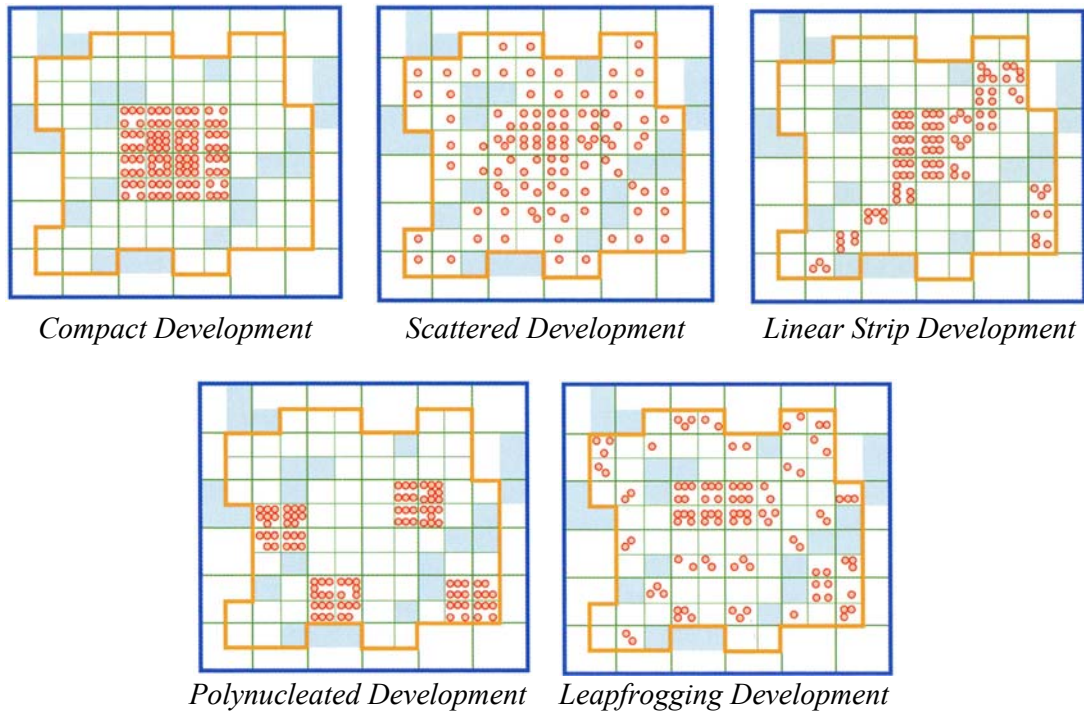 Compact Development
Scattered Development
Linear Strip Development
Polynucleated Development
Leapfrogging Development